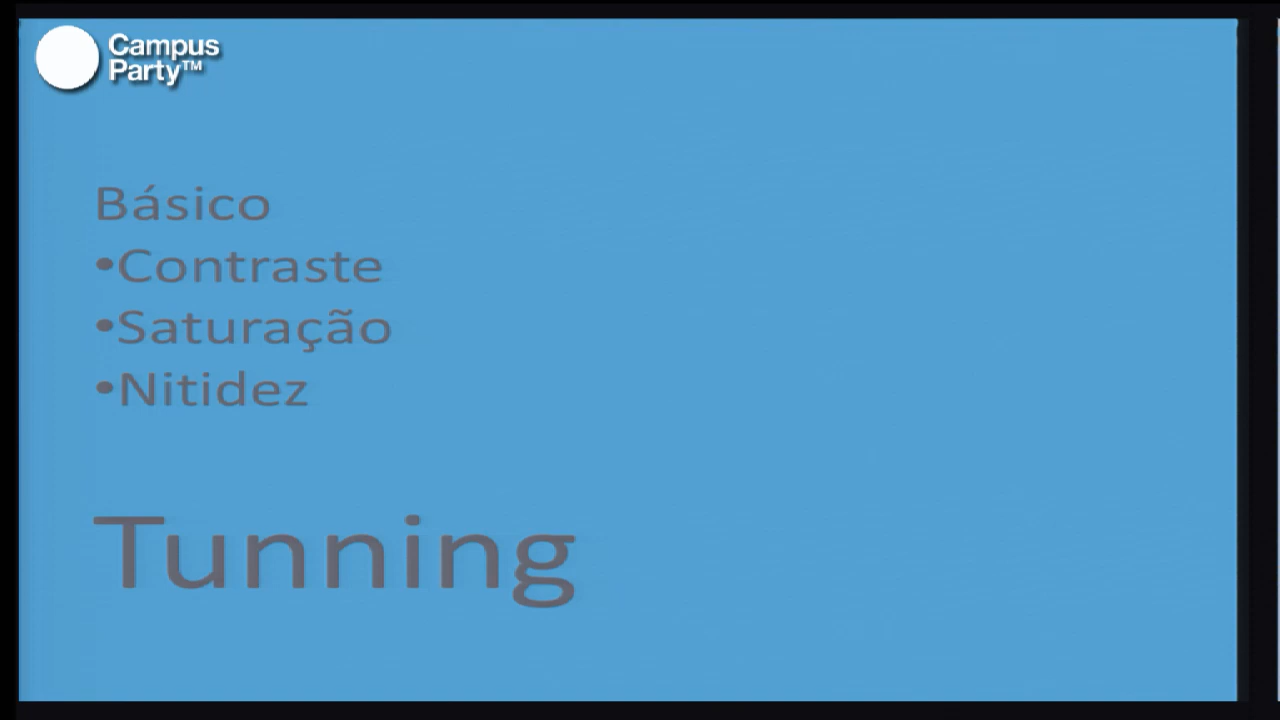 Campus
Party™
Básico
•Contraste
•Saturação
•Nitidez
Tunning